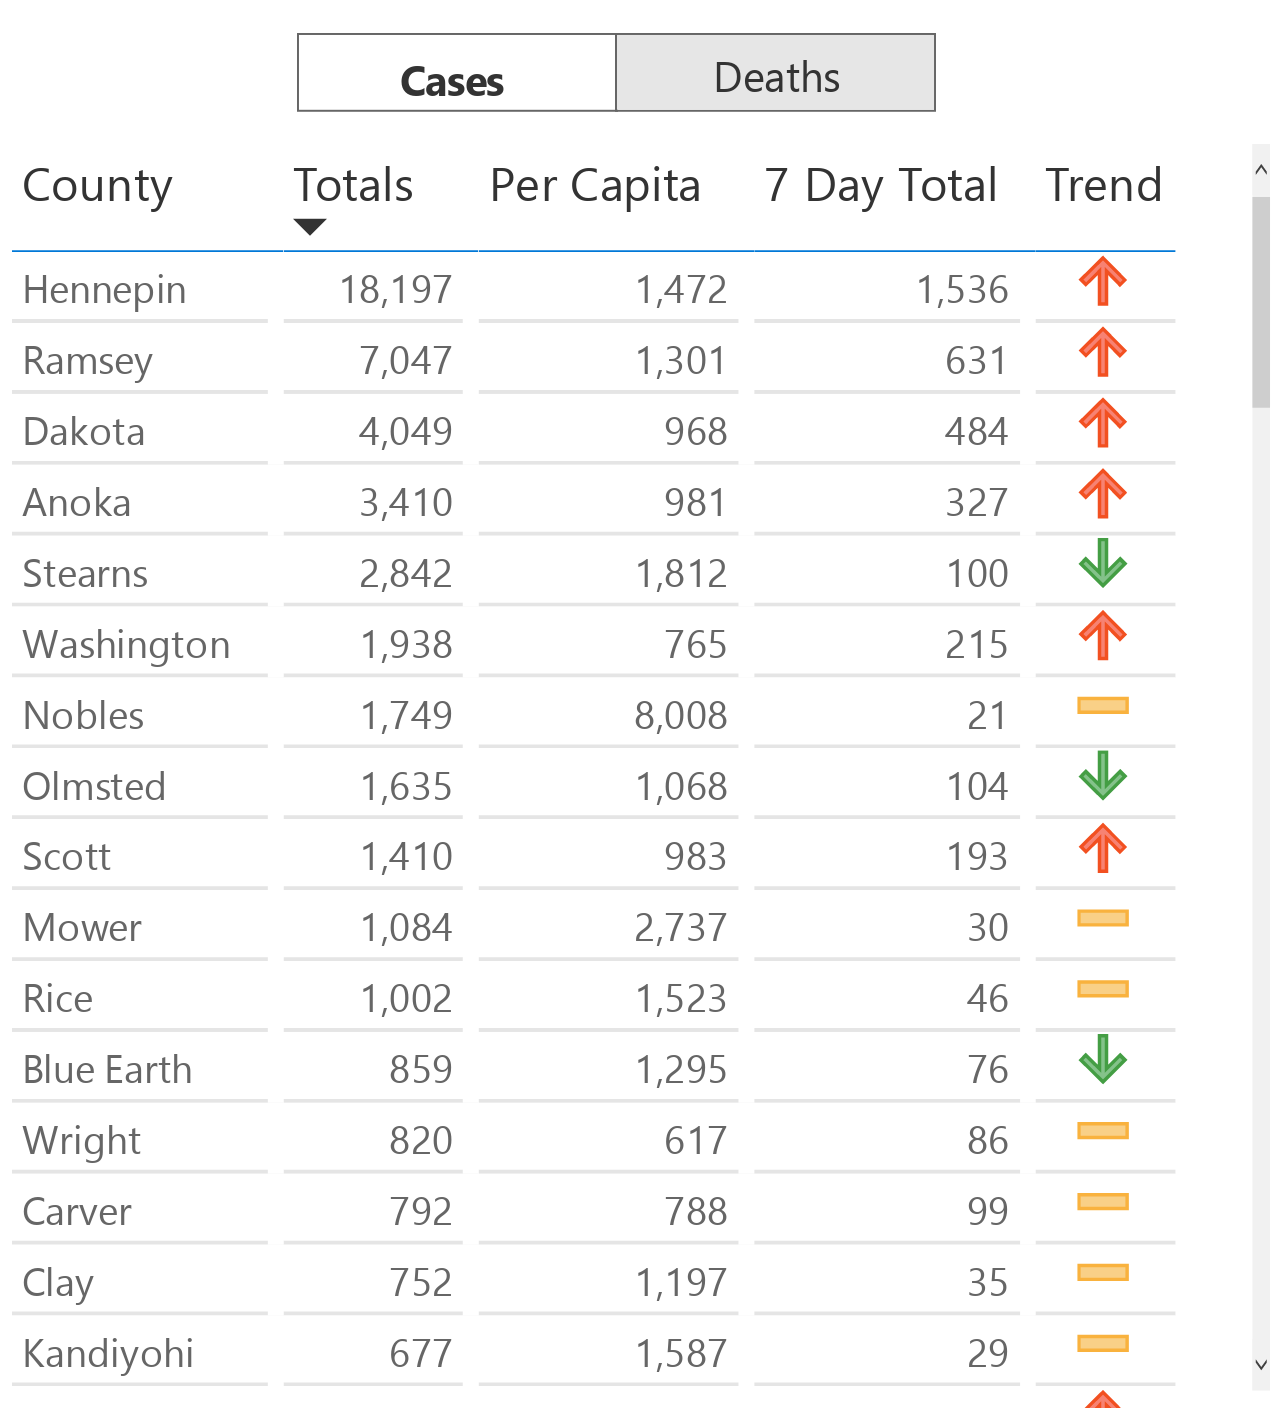 Cases Deaths
County Totals Per Capita 7 Day Total Trend
Hennepin 18,197 1,472 1,536
Ramsey 7,047 1,301 631
Dakota 4,049 968 484
Anoka 3,410 981 327
Stearns 2,842 1,812 100
Washington 1,938 765 215
Nobles 1,749 8,008 21
Olmsted 1,635 1,068 104
Scott 1,410 983 193
Mower 1,084 2,737 30
Rice 1,002 1,523 46
Blue Earth 859 1,295 76
Wright 820 617 86
Carver 792 788 99
Clay 752 1,197 35
Kandiyohi 677 1,587 29